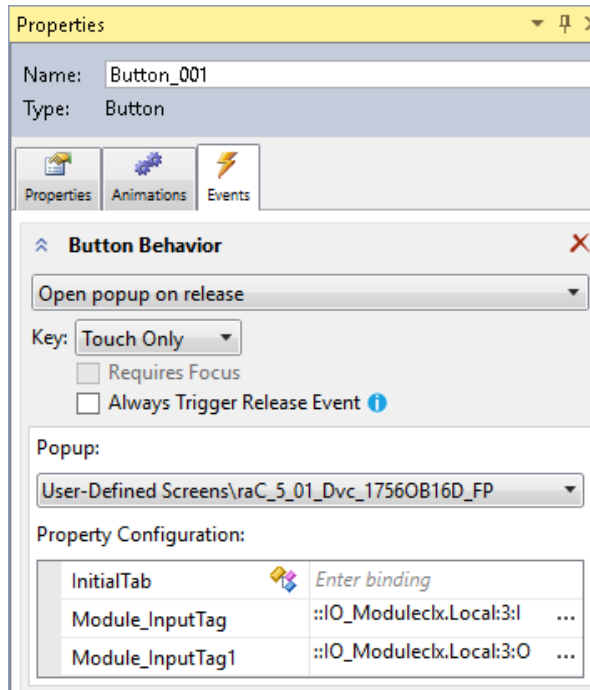 Properties
Name: Button_001
Type: Button
Properties Animations Events
Button Behavior
Open popup on release
Key: Touch Only
Requires Focus
Always Trigger Release Event
Popup:
User-Defined Screens\raC_5_01_Dvc_1756OB16D_FP
Property Configuration:
InitialTab Enter binding
Module_InputTag ::IO_Moduleclx.Local:3:I ...
Module_InputTag1 ::IO_Moduleclx.Local:3:O ...